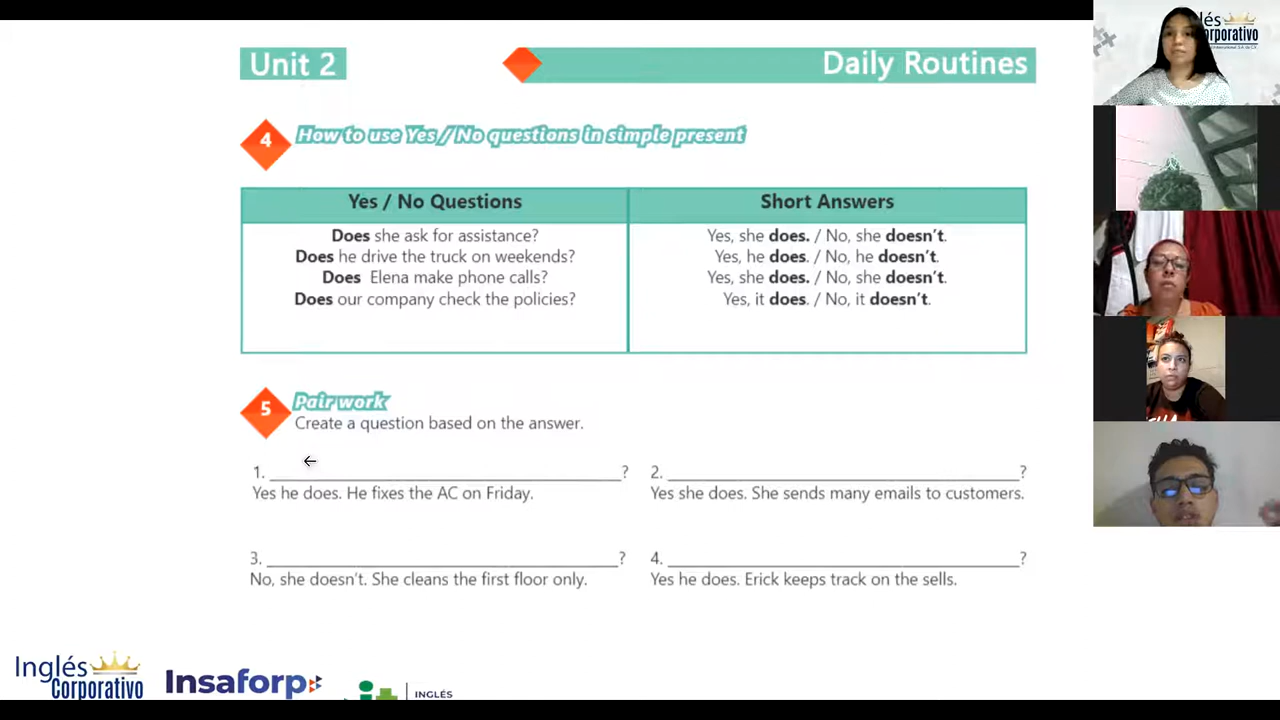 Unit 2
Daily Routines
4
How to use Yes / No questions in simple present
Yes / No Questions
Short Answers
Does she ask for assistance?
Yes, she does. / No, she doesn't.
Does he drive the truck on weekends?
Yes, he does. / No, he doesn't.
Does Elena make phone calls?
Yes, she does. / No, she doesn't.
Does our company check the policies?
Yes, it does. / No, it doesn't.
5
Pair work
Create a question based on the answer.
1. ?
Yes he does. He fixes the AC on Friday.
2. ?
Yes she does. She sends many emails to customers.
3. ?
No, she doesn't. She cleans the first floor only.
4. ?
Yes he does. Erick keeps track on the sells.
Inglés
Corporativo
Insaforp
INGLÉS